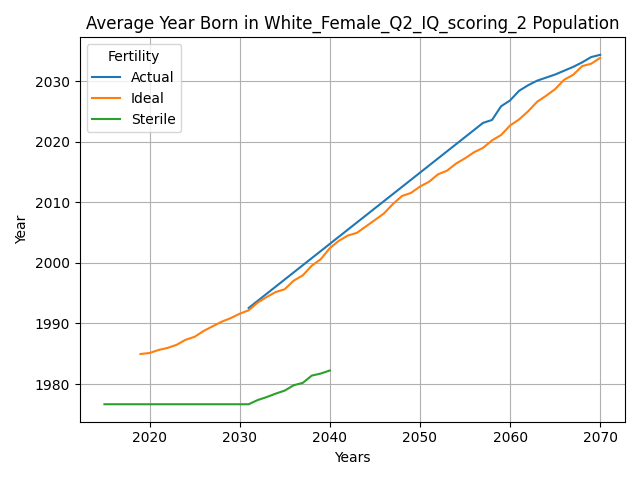 Average Year Born in White_Female_Q2_IQ_scoring_2 Population
Fertility
Actual
Ideal
Sterile
Year
2030
2020
2010
2000
1990
1980
2020
2030
2040
2050
2060
2070
Years